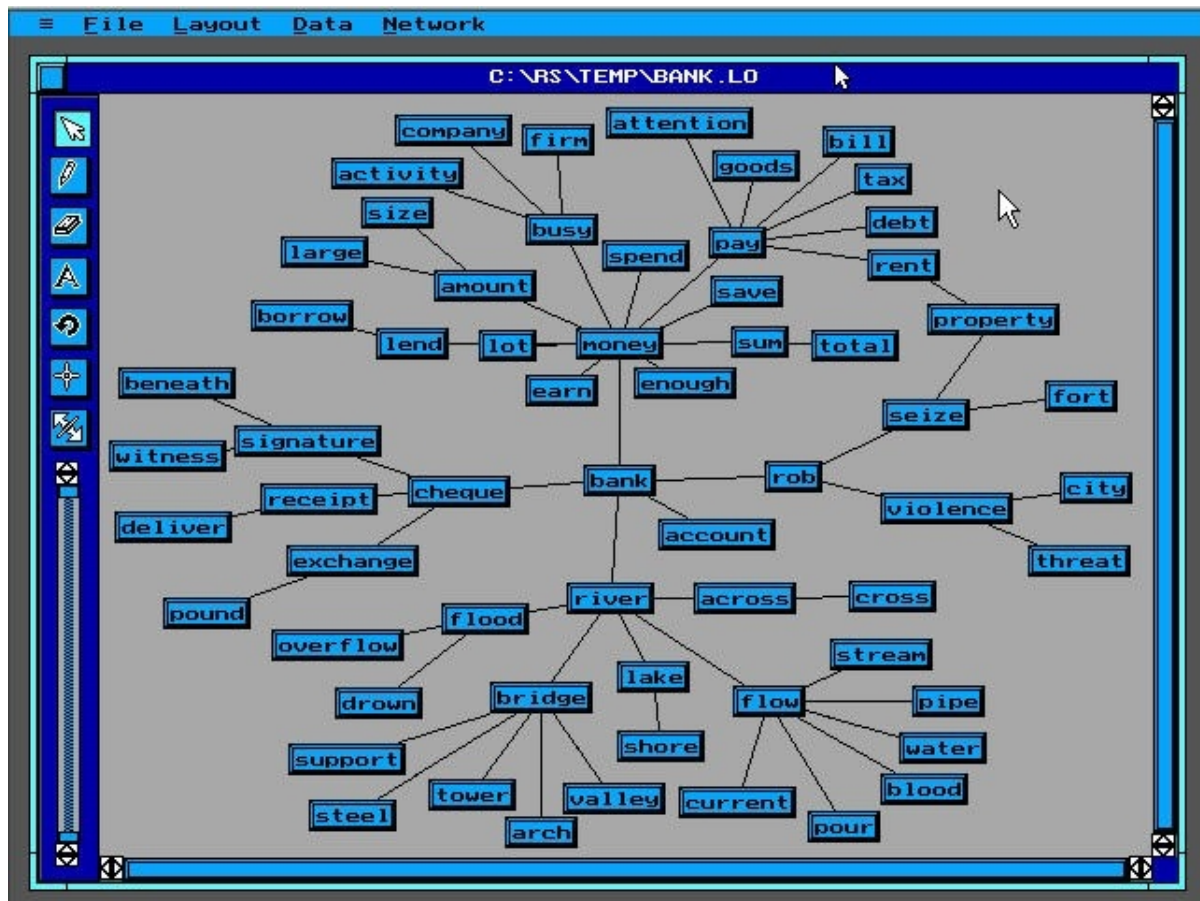 ≡ File Layout Data Network
C:\RS\TEMP\BANK.LO
company
firm
attention
bill
activity
goods
tax
size
busy
pay
debt
large
spend
rent
amount
save
borrow
property
lend
lot
money
sum
total
beneath
earn
enough
seize
fort
signature
witness
receipt
cheque
bank
rob
city
violence
deliver
account
exchange
threat
pound
river
across
cross
flood
overflow
stream
lake
drown
bridge
flow
pipe
support
shore
water
tower
valley
current
blood
steel
arch
pour
A